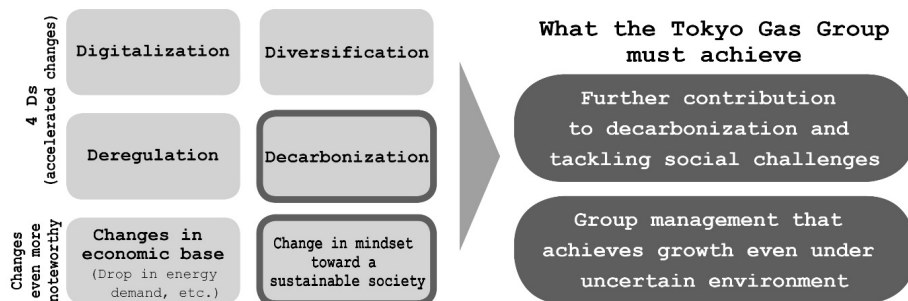 4 Ds
(accelerated changes)
Digitalization
Diversification
Deregulation
Decarbonization
Changes
even more
noteworthy
Changes in
economic base
(Drop in energy
demand, etc.)
Change in mindset
toward a
sustainable society
What the Tokyo Gas Group
must achieve
Further contribution
to decarbonization and
tackling social challenges
Group management that
achieves growth even under
uncertain environment